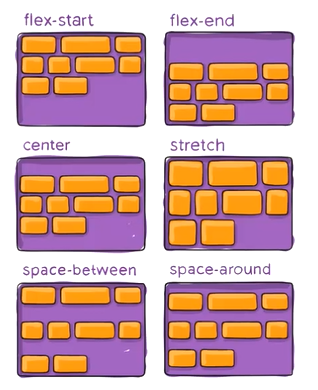 flex-start
flex-end
center
stretch
space-between
space-around